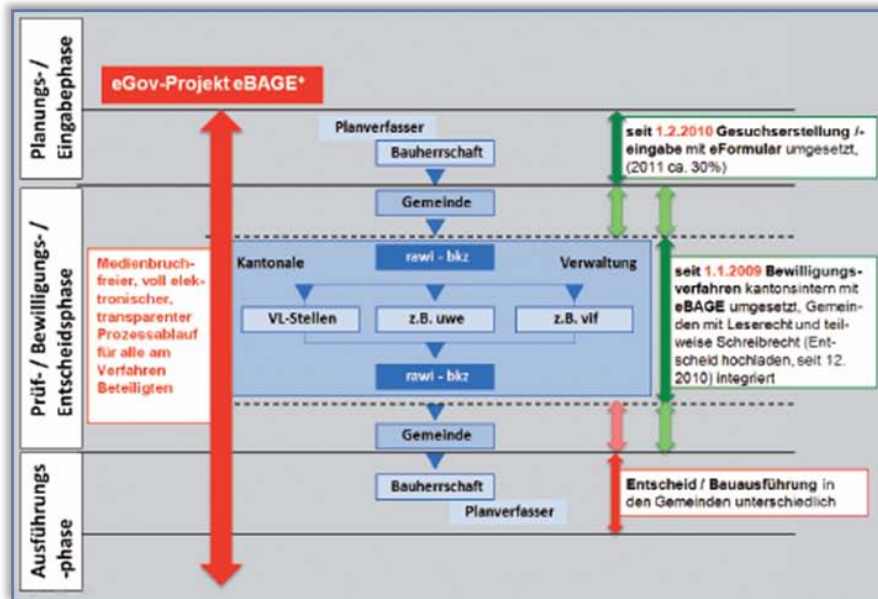 Planungs- /
Eingabephase
eGov-Projekt eBAGE+
Planverfasser
Bauherrschaft
seit 1.2.2010 Gesuchserstellung /-
eingabe mit eFormular umgesetzt,
(2011 ca. 30%)
Prüf- / Bewilligungs- /
Entscheidsphase
Gemeinde
Medienbruch-
freier, voll elek-
tronischer,
transparenter
Prozessablauf
für alle am
Verfahren
Beteiligten
Kantonale
rawi - bkz
Verwaltung
VL-Stellen
z.B. uwe
z.B. vif
rawi - bkz
seit 1.1.2009 Bewilligungs-
verfahren kantonsintern mit
eBAGE umgesetzt, Gemein-
den mit Leserecht und teil-
weise Schreibrecht (Ent-
scheid hochladen, seit 12.
2010) integriert
Gemeinde
Ausführungs
-phase
Bauherrschaft
Planverfasser
Entscheid / Bauausführung in
den Gemeinden unterschiedlich